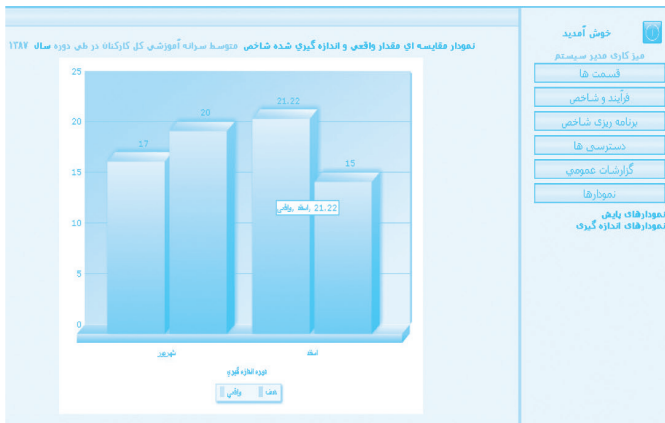 خوش آمدید
میز کاری مدیر سیستم
قسمت ها
فرآیند و شاخص
برنامه ریزی شاخص
دسترسی ها
گزارشات عمومی
نمودارها
نمودارهای پایش
نمودارهای اندازه گیری
نمودار مقایسه ای مقدار واقعی و اندازه گیری شده شاخص متوسط سرانه آموزشی کل کارکنان در طی دوره سال ۱۳۸۷
25
20
15
10
5
0
17
20
21.22
15
اسفند ,واقعی, 21.22
شهریور
اسفند
دوره اندازه گیری
واقعی
هدف